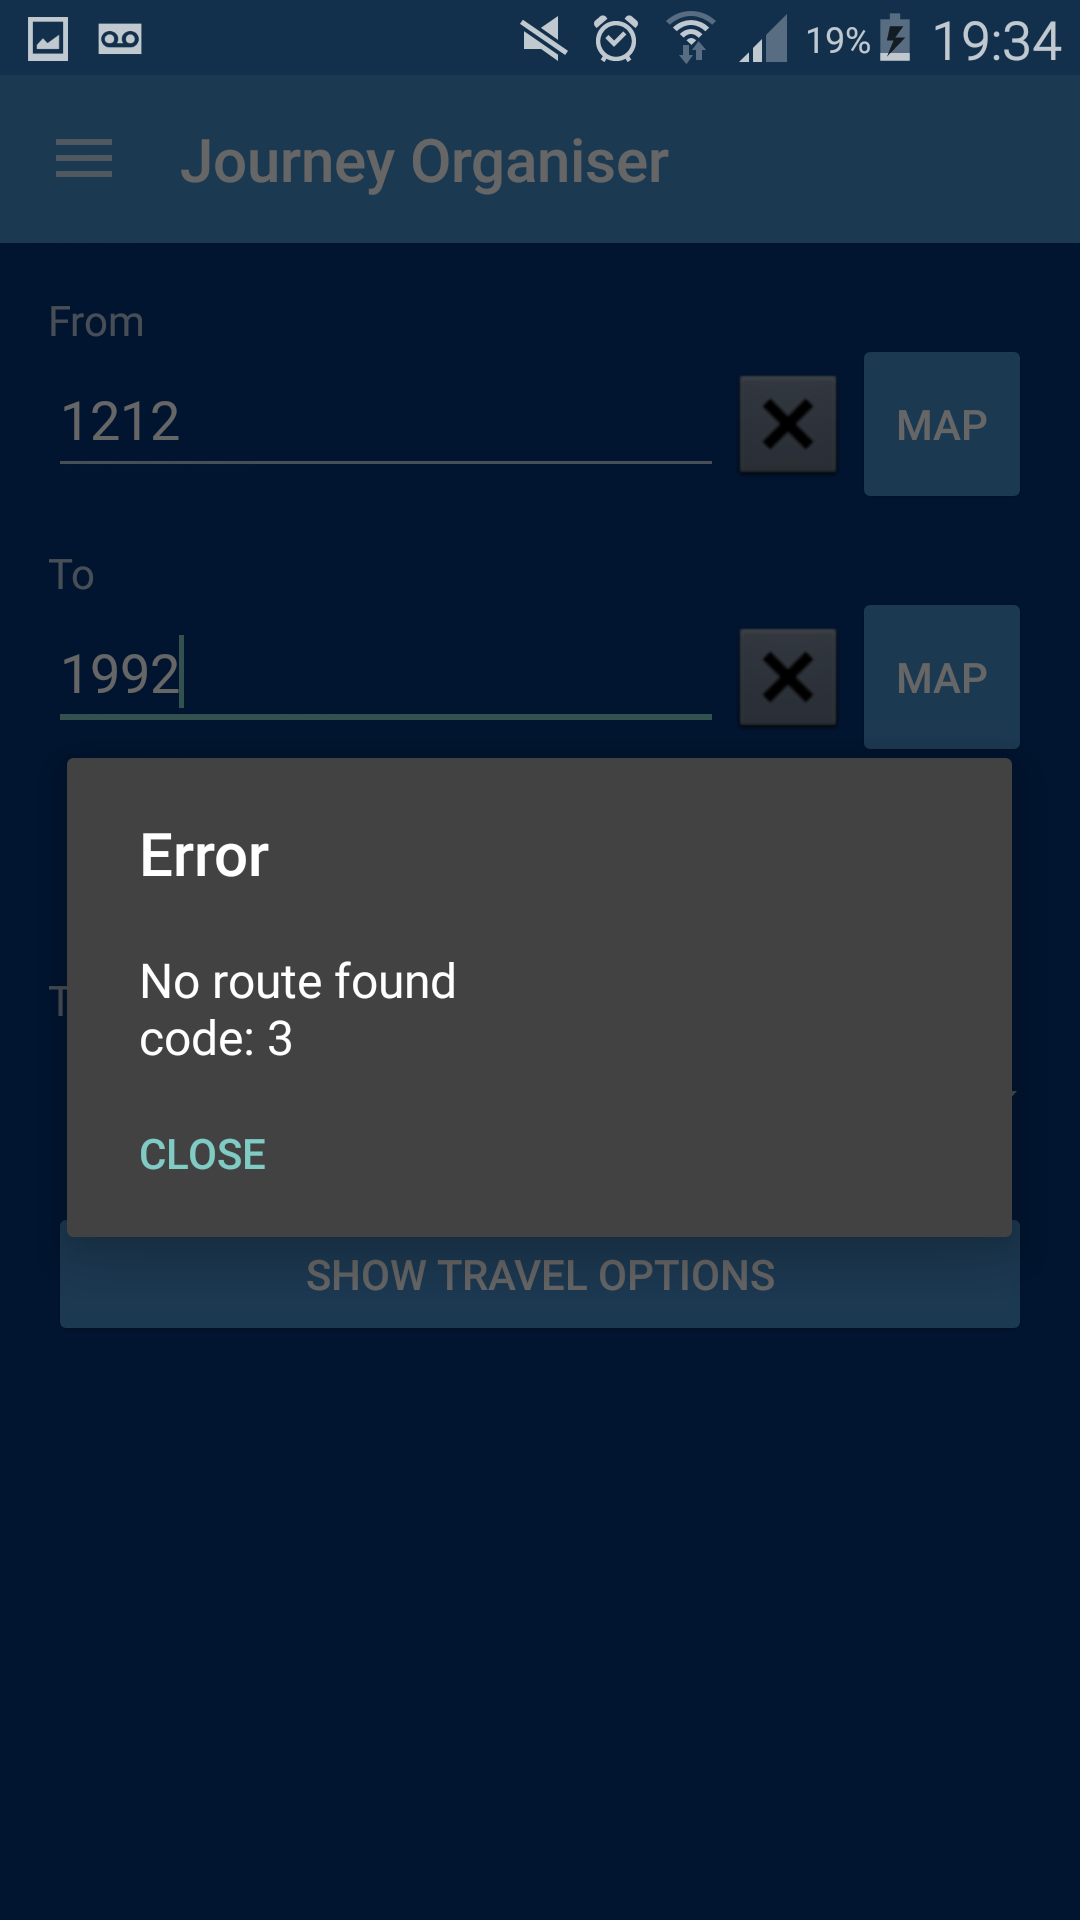 19% 19:34
Journey Organiser
From
1212
MAP
To
1992
MAP
Error
No route found
code: 3
CLOSE
SHOW TRAVEL OPTIONS